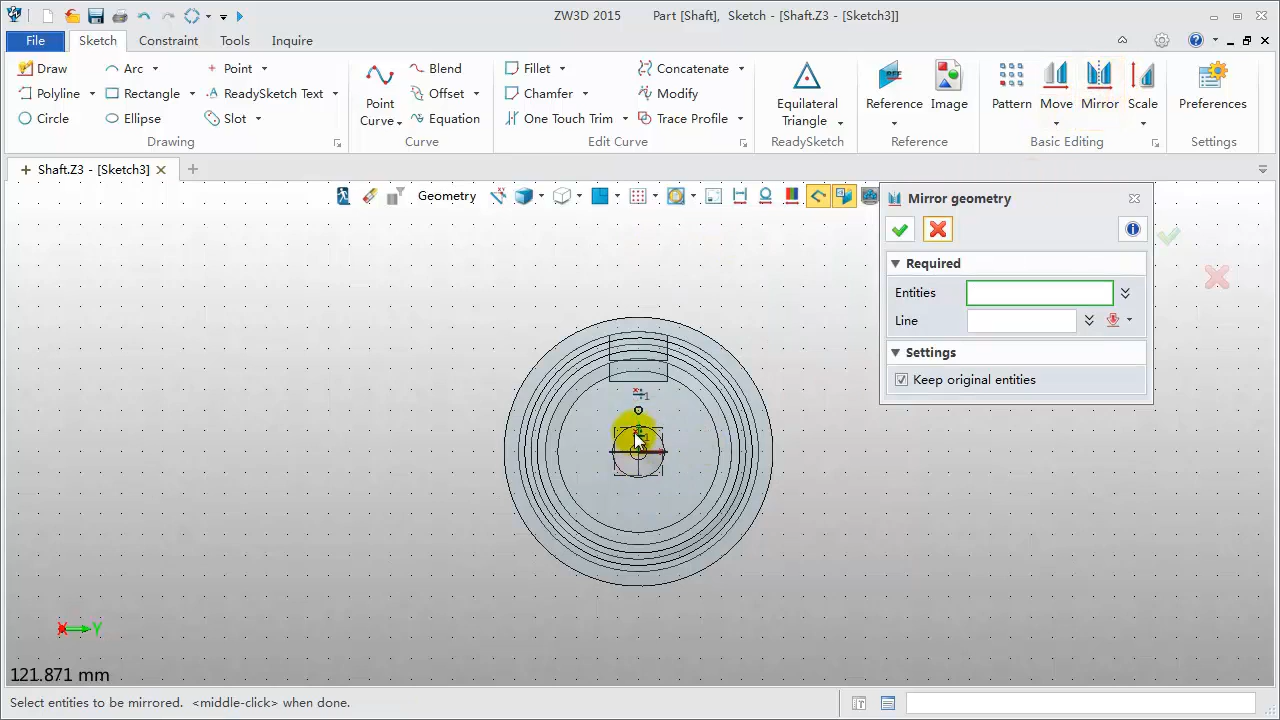 ZW3D 2015 Part [Shaft], Sketch - [Shaft.Z3 - [Sketch3]]
File Sketch Constraint Tools Inquire
Draw Arc Point Blend Fillet Concatenate
Polyline Rectangle ReadySketch Text Offset Chamfer Modify
Circle Ellipse Slot Equation One Touch Trim Trace Profile
Point Curve
Equilateral Triangle
Reference Image
Pattern Move Mirror Scale
Preferences
Drawing Curve Edit Curve ReadySketch Reference Basic Editing Settings
Shaft.Z3 - [Sketch3]
Geometry
Mirror geometry
Required
Entities
Line
Settings
Keep original entities
1
1
X Y
121.871 mm
Select entities to be mirrored. <middle-click> when done.